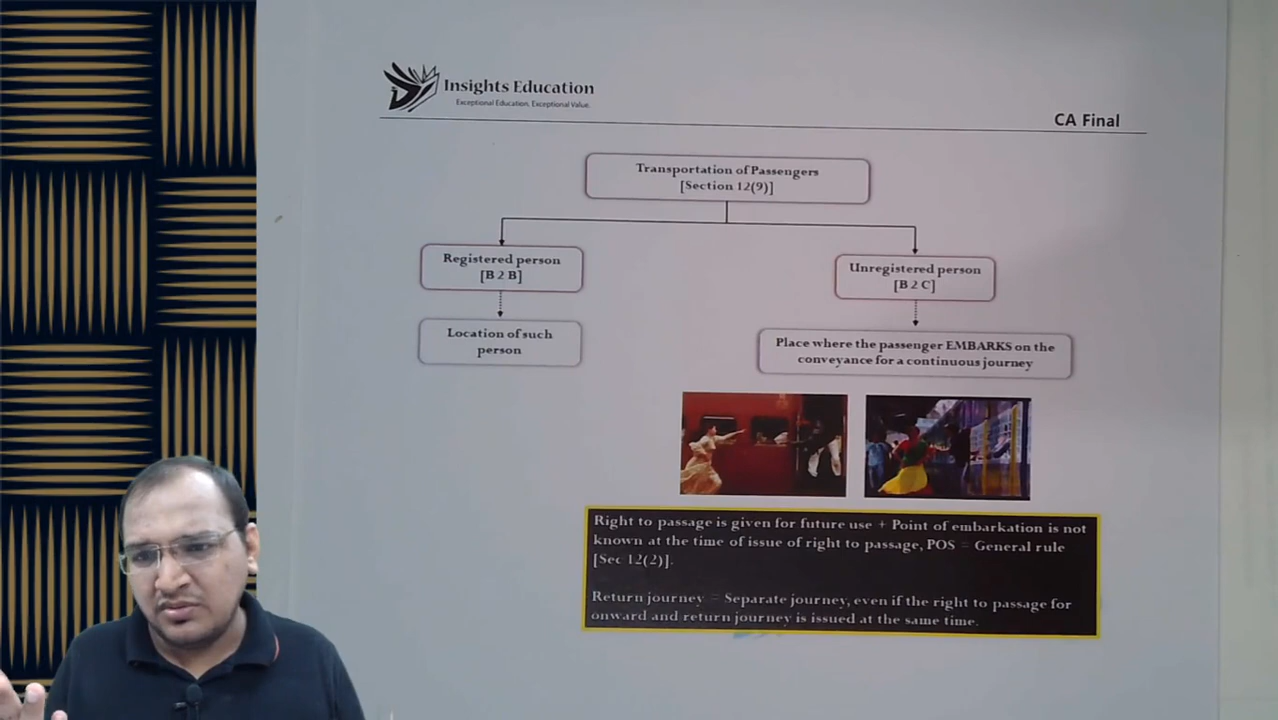 Insights Education
Exceptional Education, Exceptional Value.
CA Final
Transportation of Passengers
[Section 12(9)]
Registered person
[B 2 B]
Unregistered person
[B 2 C]
Location of such
person
Place where the passenger EMBARKS on the
conveyance for a continuous journey
Right to passage is given for future use + Point of embarkation is not
known at the time of issue of right to passage, POS = General rule
[Sec 12(2)].
Return journey = Separate journey, even if the right to passage for
onward and return journey is issued at the same time.